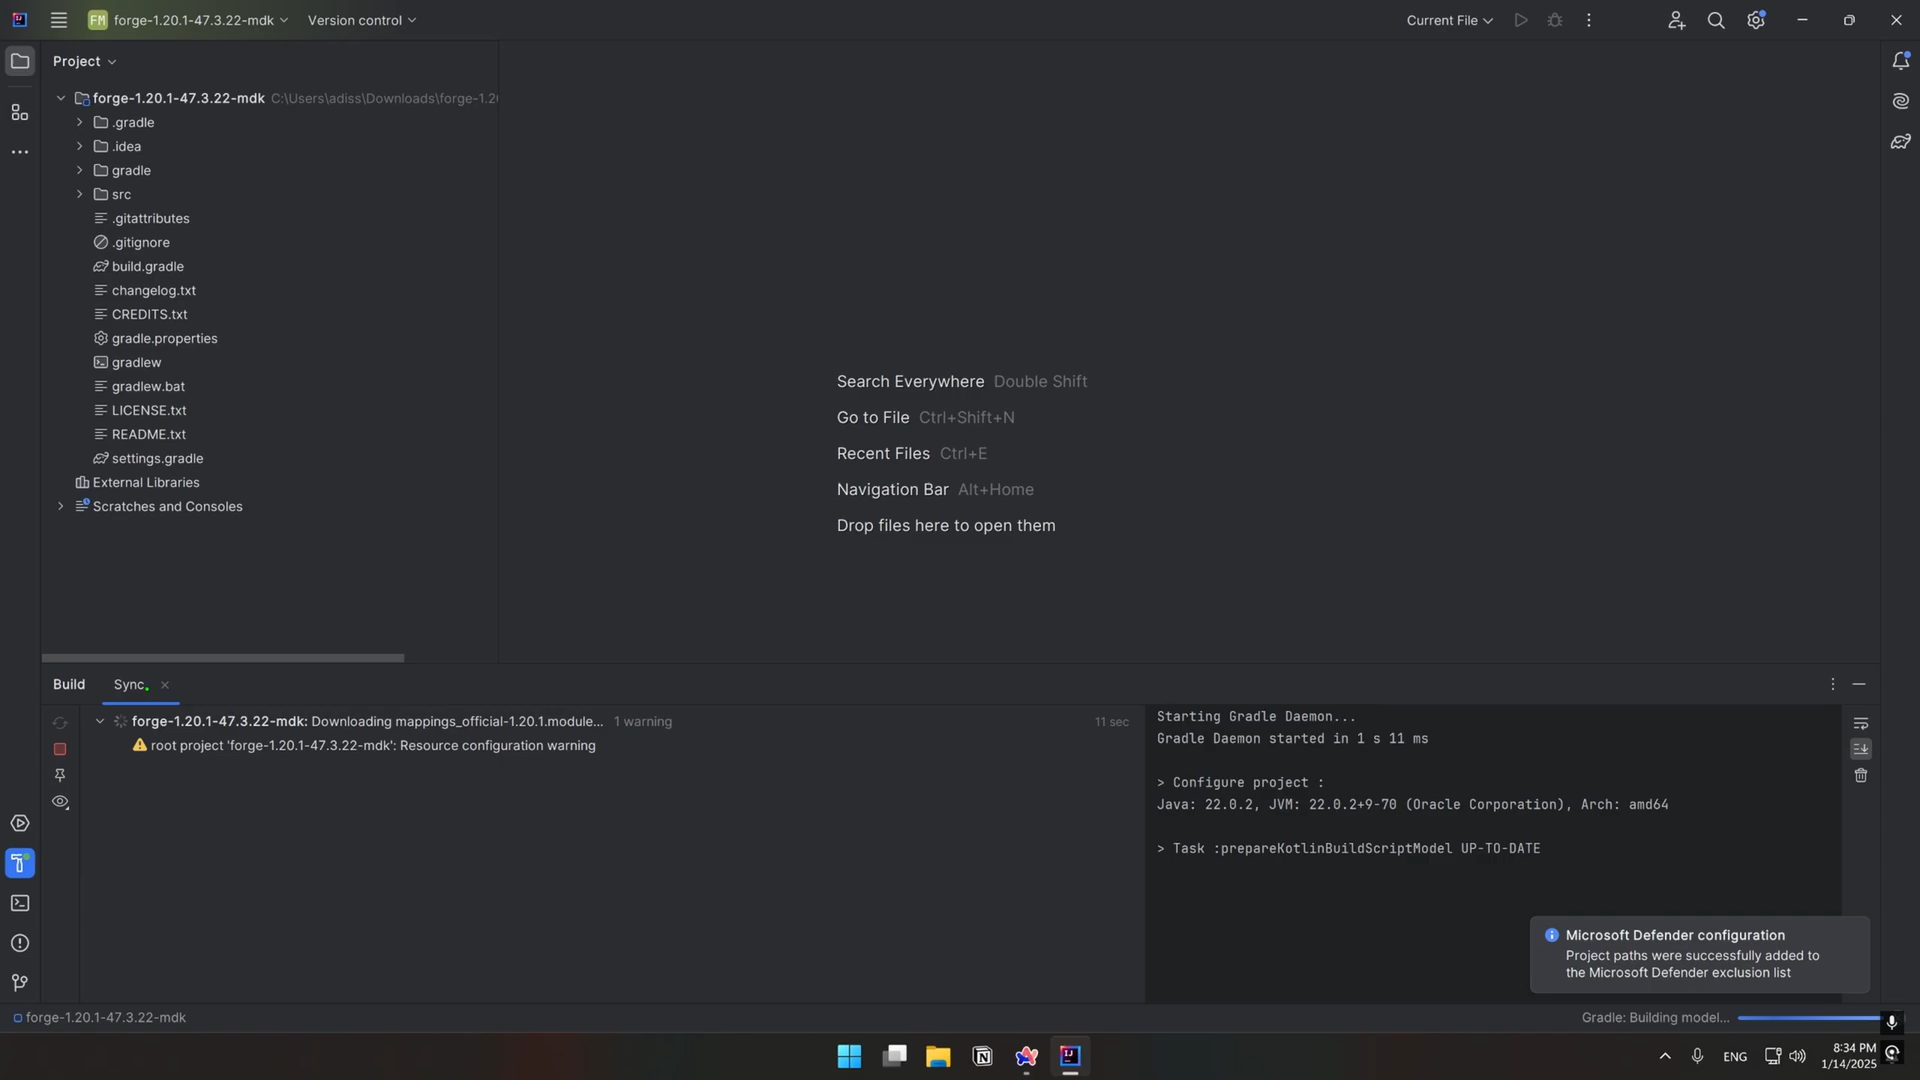 FM forge-1.20.1-47.3.22-mdk
Version control
Current File
Project
forge-1.20.1-47.3.22-mdk C:\Users\adiss\Downloads\forge-1.20
.gradle
.idea
gradle
src
.gitattributes
.gitignore
build.gradle
changelog.txt
CREDITS.txt
gradle.properties
gradlew
gradlew.bat
LICENSE.txt
README.txt
settings.gradle
External Libraries
Scratches and Consoles
Search Everywhere Double Shift
Go to File Ctrl+Shift+N
Recent Files Ctrl+E
Navigation Bar Alt+Home
Drop files here to open them
Build Sync
forge-1.20.1-47.3.22-mdk: Downloading mappings_official-1.20.1.module... 1 warning 11 sec
root project 'forge-1.20.1-47.3.22-mdk': Resource configuration warning
Starting Gradle Daemon...
Gradle Daemon started in 1 s 11 ms
> Configure project :
Java: 22.0.2, JVM: 22.0.2+9-70 (Oracle Corporation), Arch: amd64
> Task :prepareKotlinBuildScriptModel UP-TO-DATE
Microsoft Defender configuration
Project paths were successfully added to
the Microsoft Defender exclusion list
forge-1.20.1-47.3.22-mdk
Gradle: Building model...
ENG
8:34 PM
1/14/2025